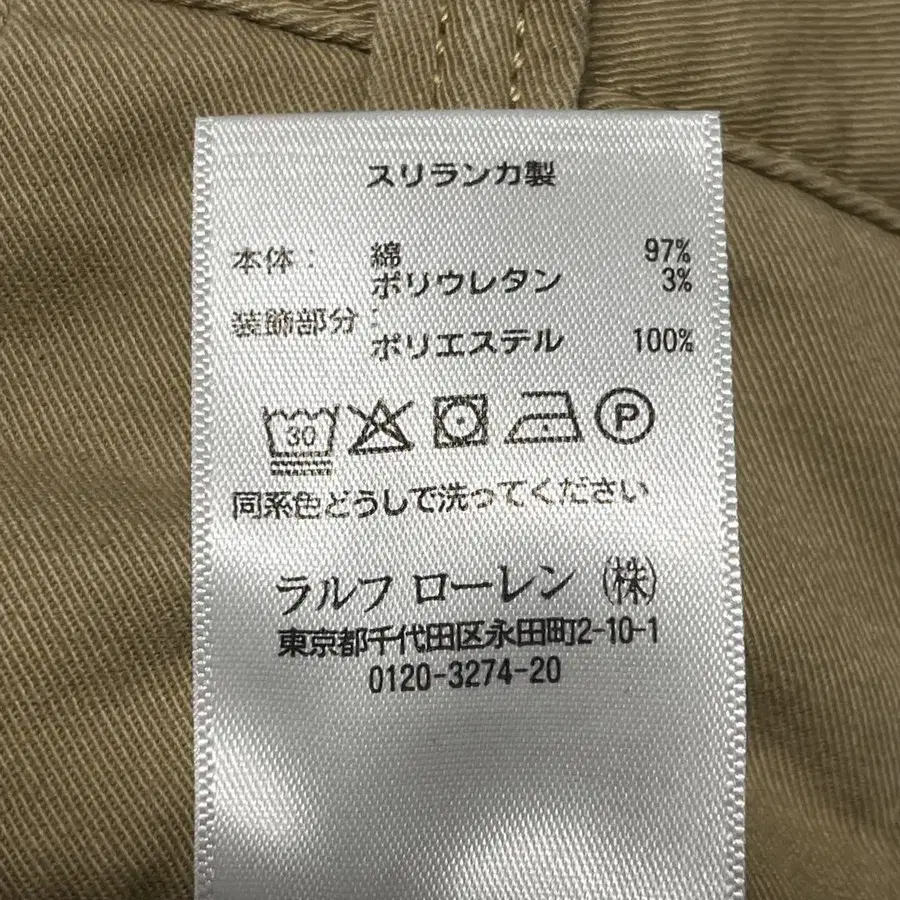 スリランカ製
本体： 綿 97%
ポリウレタン 3%
装飾部分：
ポリエステル 100%
30 P
同系色どうしで洗ってください
ラルフ ローレン ㈱
東京都千代田区永田町2-10-1
0120-3274-20